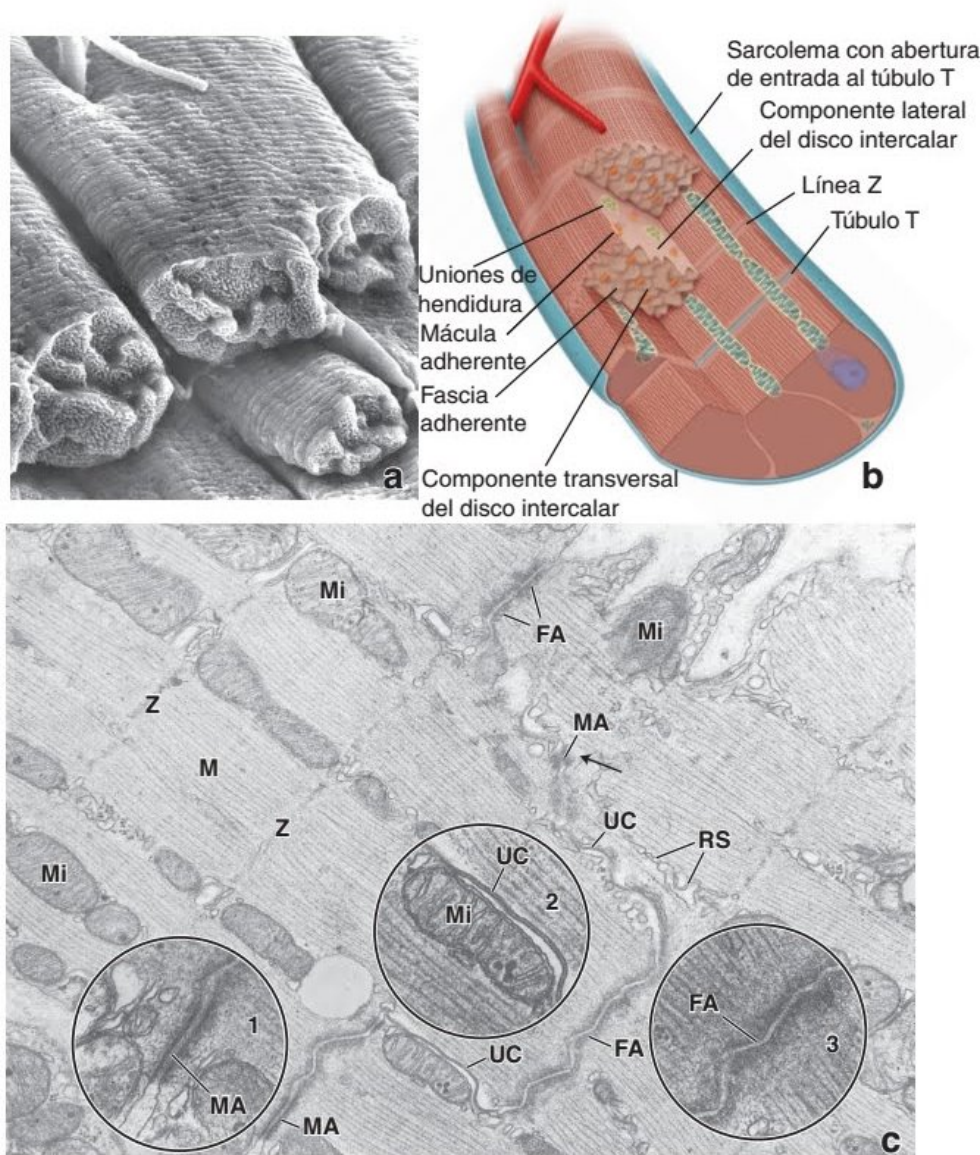 Sarcolema con abertura
de entrada al túbulo T
Componente lateral
del disco intercalar
Línea Z
Túbulo T
Uniones de
hendidura
Mácula
adherente
Fascia
adherente
Componente transversal
del disco intercalar
a
b
Mi
FA
Mi
Z
MA
M
Z
UC
RS
UC
Mi
Mi
2
1
FA
3
FA
UC
MA
MA
c